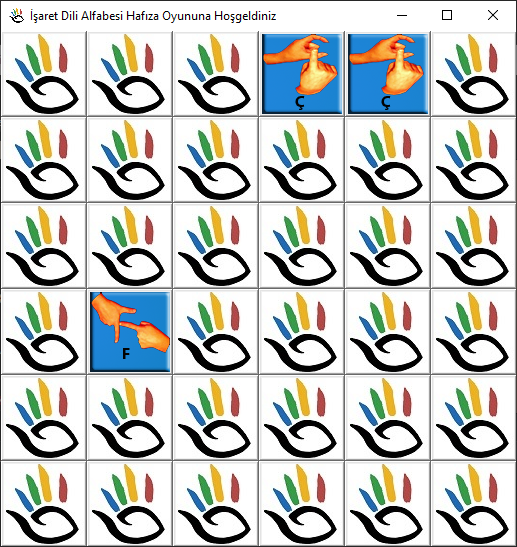 İşaret Dili Alfabesi Hafıza Oyununa Hoşgeldiniz
Ç Ç
F